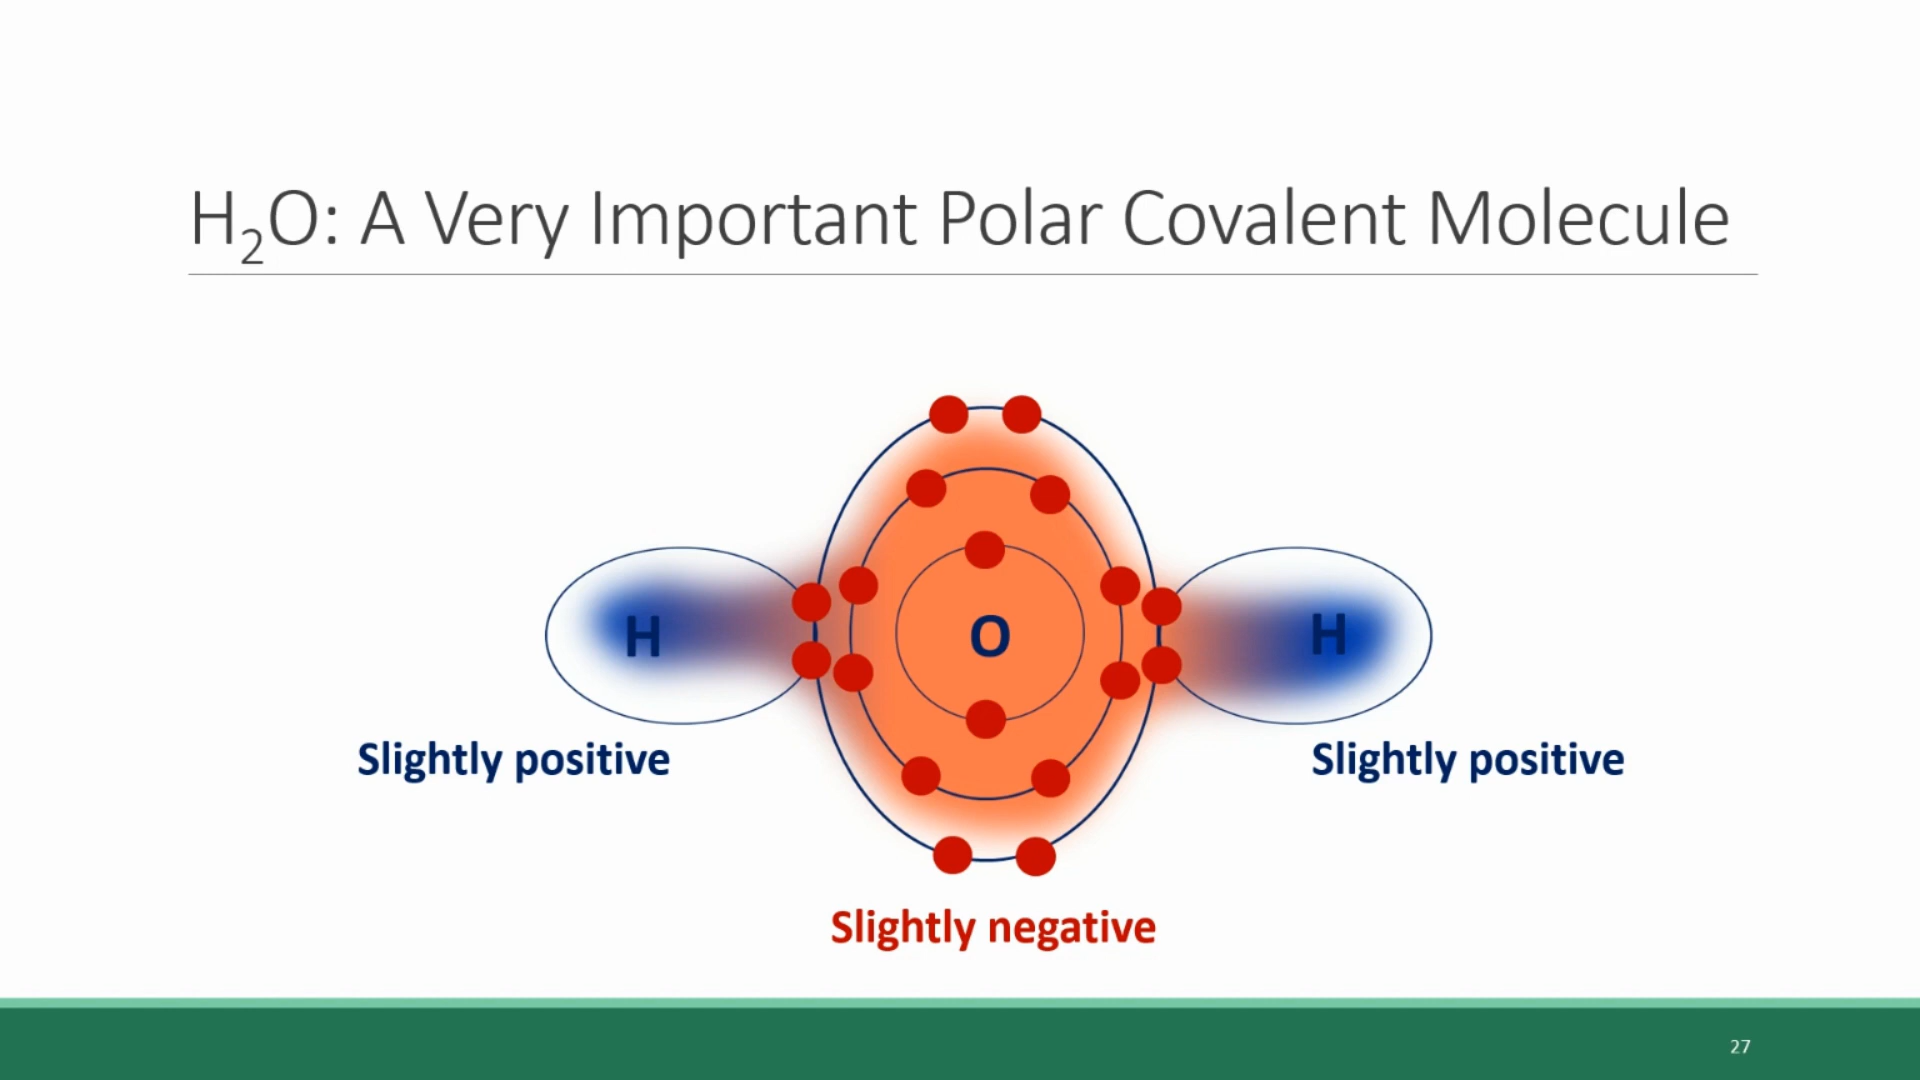 H₂O: A Very Important Polar Covalent Molecule
H
O
H
Slightly positive
Slightly positive
Slightly negative
27